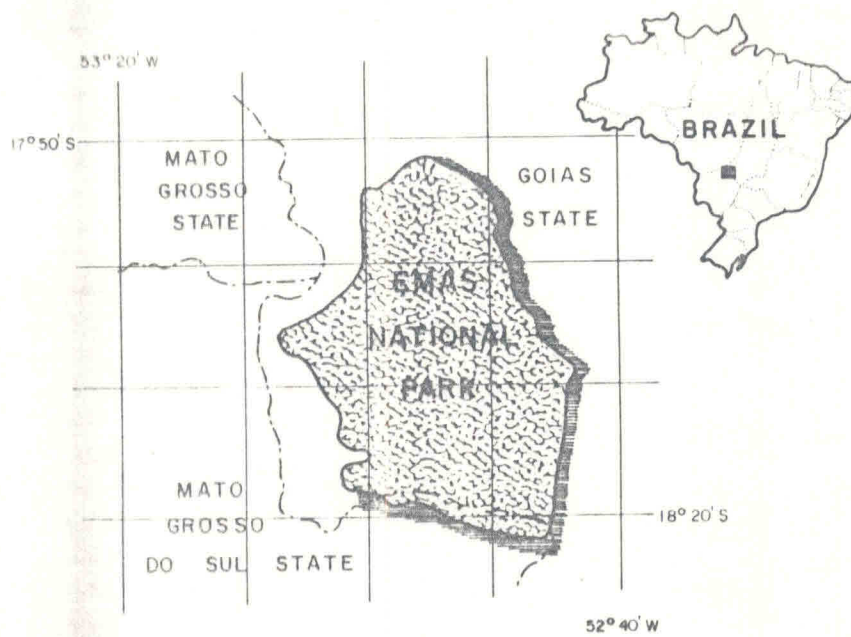 53° 20' W
17° 50' S
MATO
GROSSO
STATE
GOIAS
STATE
BRAZIL
EMAS
NATIONAL
PARK
MATO
GROSSO
DO SUL STATE
18° 20' S
52° 40' W